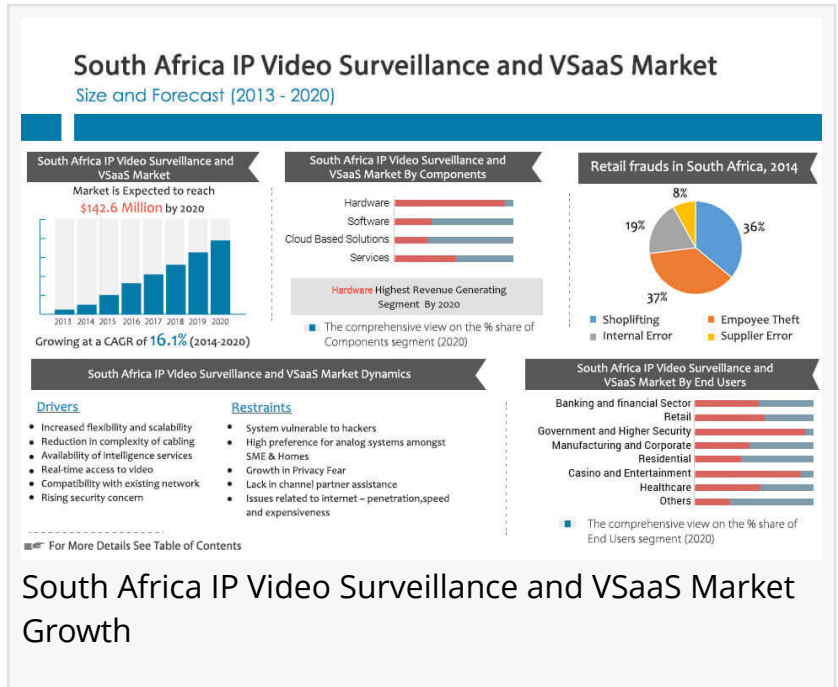 South Africa IP Video Surveillance and VSaaS Market
Size and Forecast (2013 - 2020)
South Africa IP Video Surveillance and
VSaaS Market
Market is Expected to reach
$142.6 Million by 2020
2013 2014 2015 2016 2017 2018 2019 2020
Growing at a CAGR of 16.1% (2014-2020)
South Africa IP Video Surveillance and
VSaaS Market By Components
Hardware
Software
Cloud Based Solutions
Services
Hardware Highest Revenue Generating
Segment By 2020
The comprehensive view on the % share of
Components segment (2020)
Retail frauds in South Africa, 2014
8%
19%
36%
37%
Shoplifting
Empoyee Theft
Internal Error
Supplier Error
South Africa IP Video Surveillance and VSaaS Market Dynamics
Drivers
• Increased flexibility and scalability
• Reduction in complexity of cabling
• Availability of intelligence services
• Real-time access to video
• Compatibility with existing network
• Rising security concern
Restraints
• System vulnerable to hackers
• High preference for analog systems amongst
SME & Homes
• Growth in Privacy Fear
• Lack in channel partner assistance
• Issues related to internet – penetration,speed
and expensiveness
South Africa IP Video Surveillance and
VSaaS Market By End Users
Banking and financial Sector
Retail
Government and Higher Security
Manufacturing and Corporate
Residential
Casino and Entertainment
Healthcare
Others
The comprehensive view on the % share of
End Users segment (2020)
For More Details See Table of Contents
South Africa IP Video Surveillance and VSaaS Market
Growth